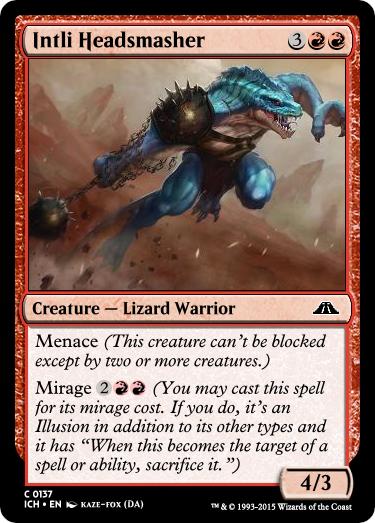 Intli Headsmasher 3
Creature — Lizard Warrior
Menace (This creature can't be blocked
except by two or more creatures.)
Mirage 2 (You may cast this spell
for its mirage cost. If you do, it's an
Illusion in addition to its other types and
it has “When this becomes the target of a
spell or ability, sacrifice it.”)
4/3
C 0137
ICH • EN KAZE-FOX (DA)
™ & © 1993-2015 Wizards of the Coast